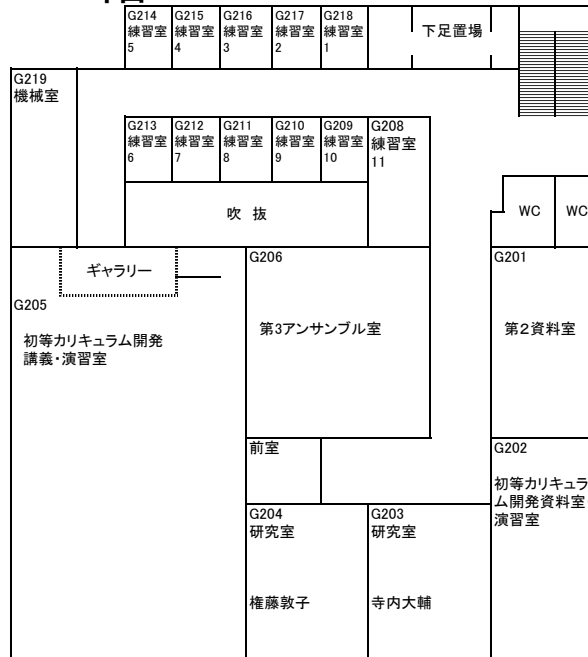 G214
練習室
5
G215
練習室
4
G216
練習室
3
G217
練習室
2
G218
練習室
1
下足置場
G219
機械室
G213
練習室
6
G212
練習室
7
G211
練習室
8
G210
練習室
9
G209
練習室
10
G208
練習室
11
吹 抜
WC
WC
ギャラリー
G205
初等カリキュラム開発
講義・演習室
G206
第3アンサンブル室
G201
第2資料室
前室
G202
初等カリキュラ
ム開発資料室
演習室
G204
研究室
権藤敦子
G203
研究室
寺内大輔